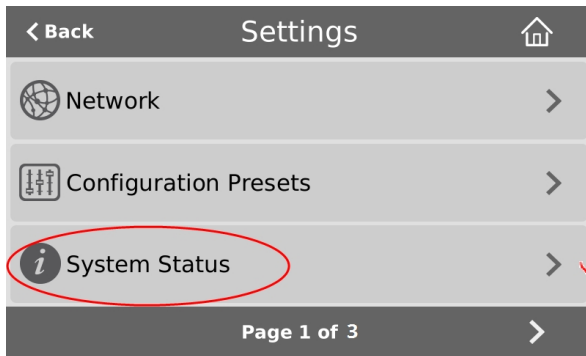 Back
Settings
Network
Configuration Presets
i System Status
Page 1 of 3